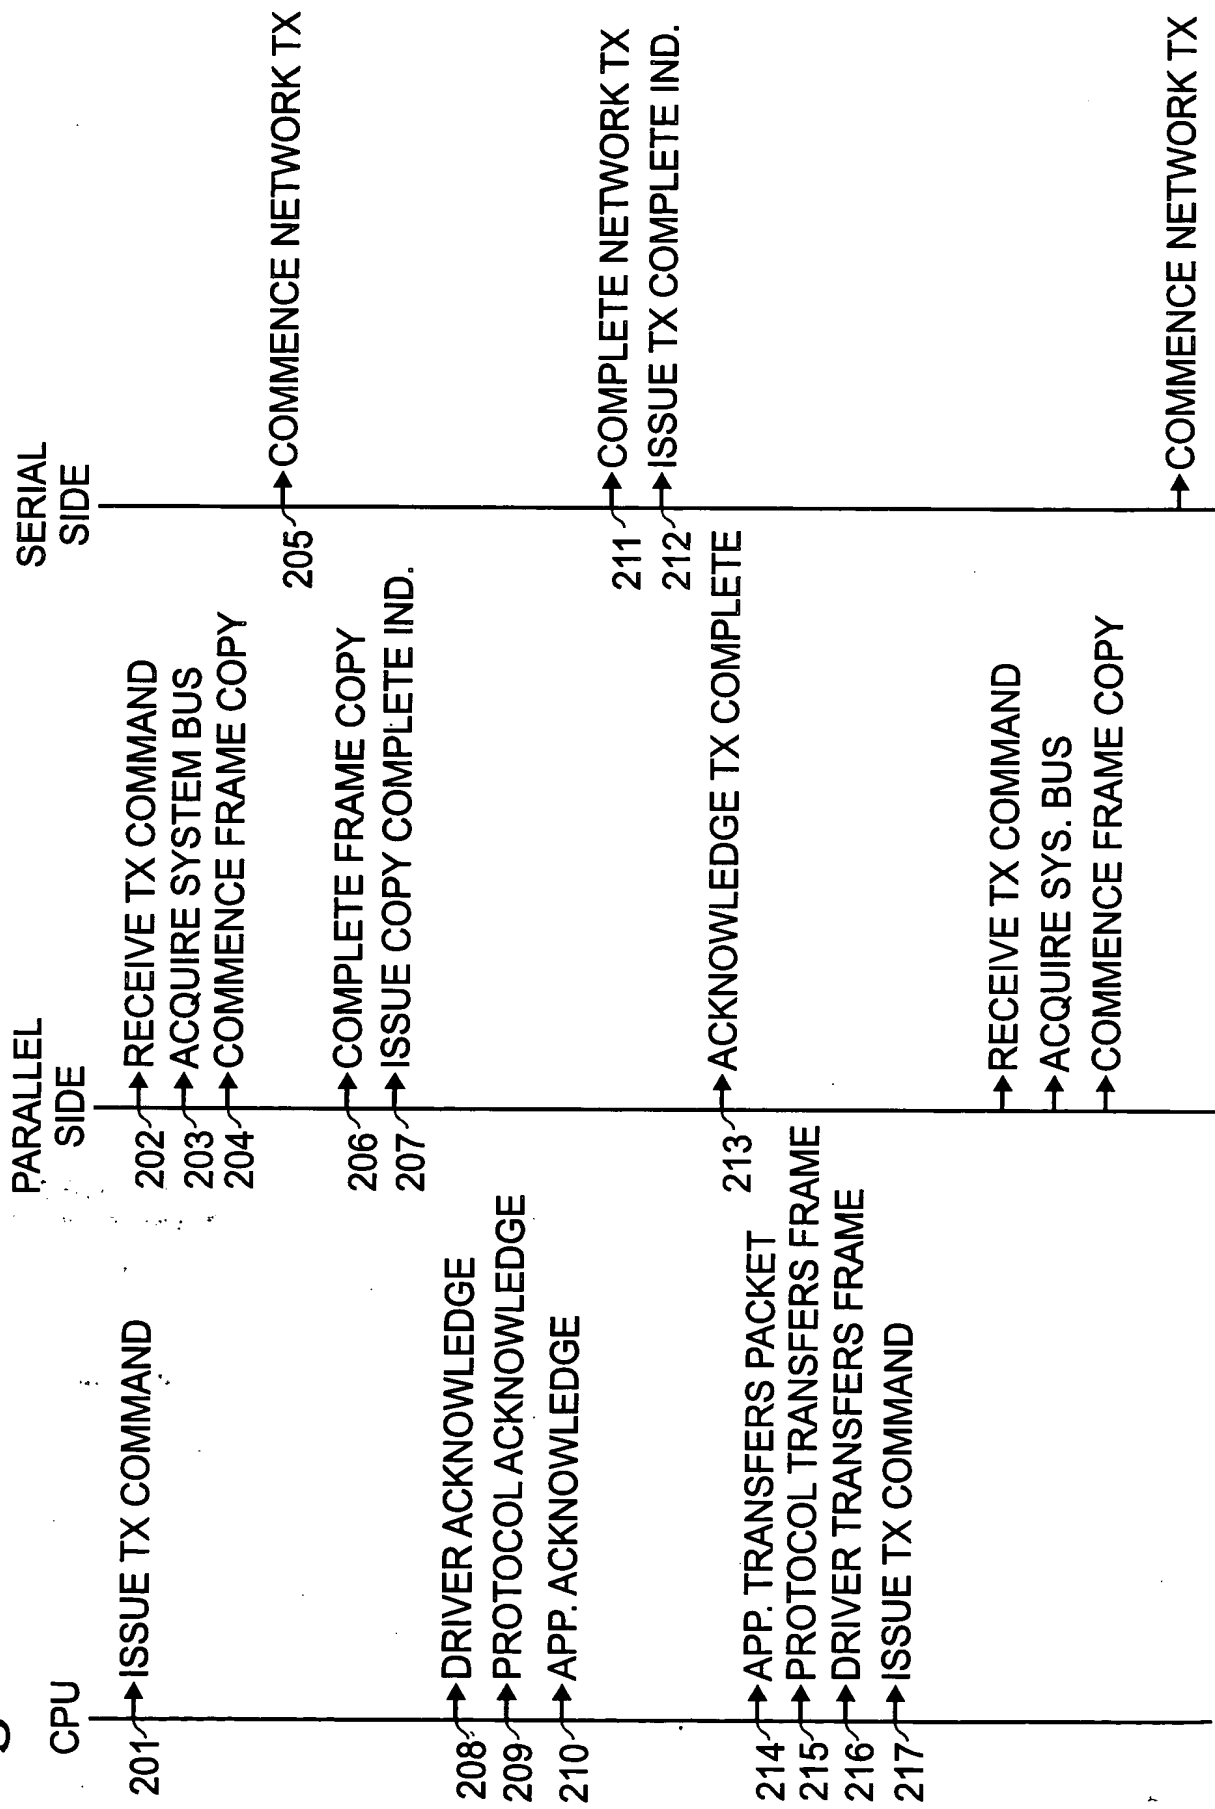 CPU
201 ISSUE TX COMMAND
208 DRIVER ACKNOWLEDGE
209 PROTOCOL ACKNOWLEDGE
210 APP. ACKNOWLEDGE
214 APP. TRANSFERS PACKET
215 PROTOCOL TRANSFERS FRAME
216 DRIVER TRANSFERS FRAME
217 ISSUE TX COMMAND
PARALLEL
SIDE
202 RECEIVE TX COMMAND
203 ACQUIRE SYSTEM BUS
204 COMMENCE FRAME COPY
206 COMPLETE FRAME COPY
207 ISSUE COPY COMPLETE IND.
213 ACKNOWLEDGE TX COMPLETE
RECEIVE TX COMMAND
ACQUIRE SYS. BUS
COMMENCE FRAME COPY
SERIAL
SIDE
205 COMMENCE NETWORK TX
211 COMPLETE NETWORK TX
212 ISSUE TX COMPLETE IND.
COMMENCE NETWORK TX